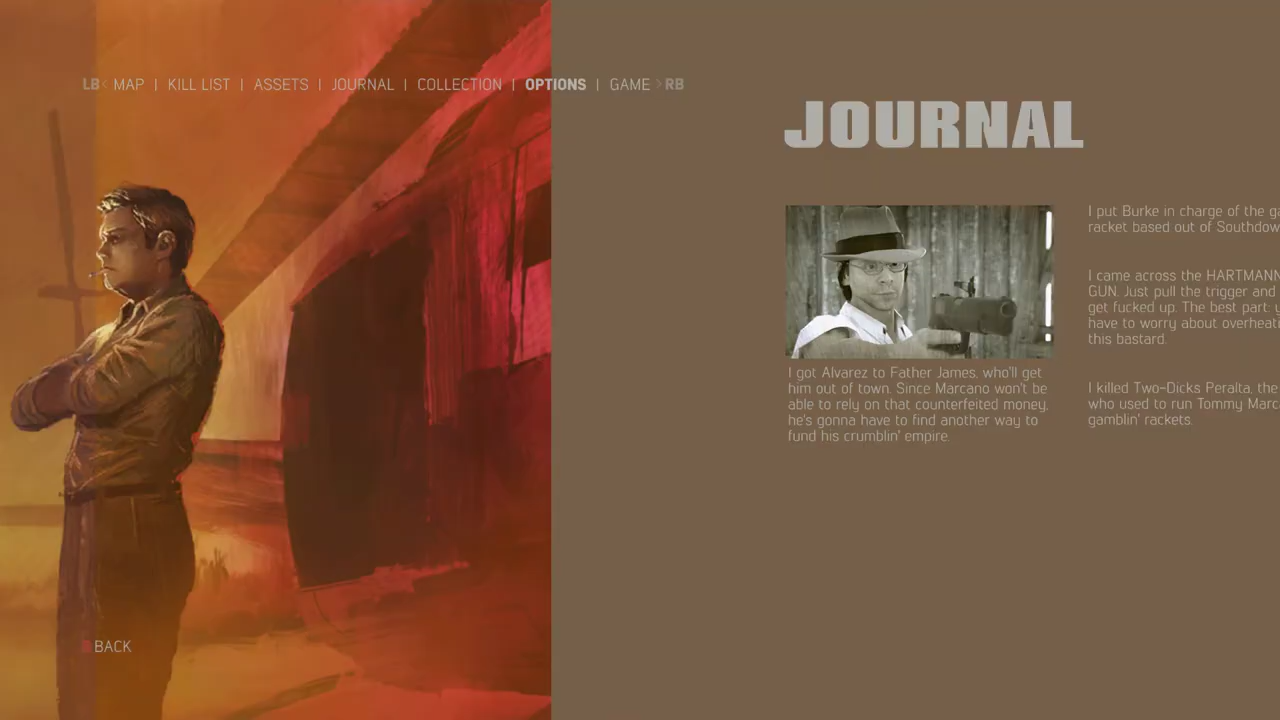 LB< MAP | KILL LIST | ASSETS | JOURNAL | COLLECTION | OPTIONS | GAME >RB
JOURNAL
I got Alvarez to Father James, who'll get
him out of town. Since Marcano won't be
able to rely on that counterfeited money,
he's gonna have to find another way to
fund his crumblin' empire.
I put Burke in charge of the
racket based out of
I came across the HARTMANN
GUN. Just pull the trigger and
get fucked up. The best part:
have to worry about
this bastard.
I killed Two-Dicks Peralta, the
who used to run Tommy
gamblin' rackets.
BACK